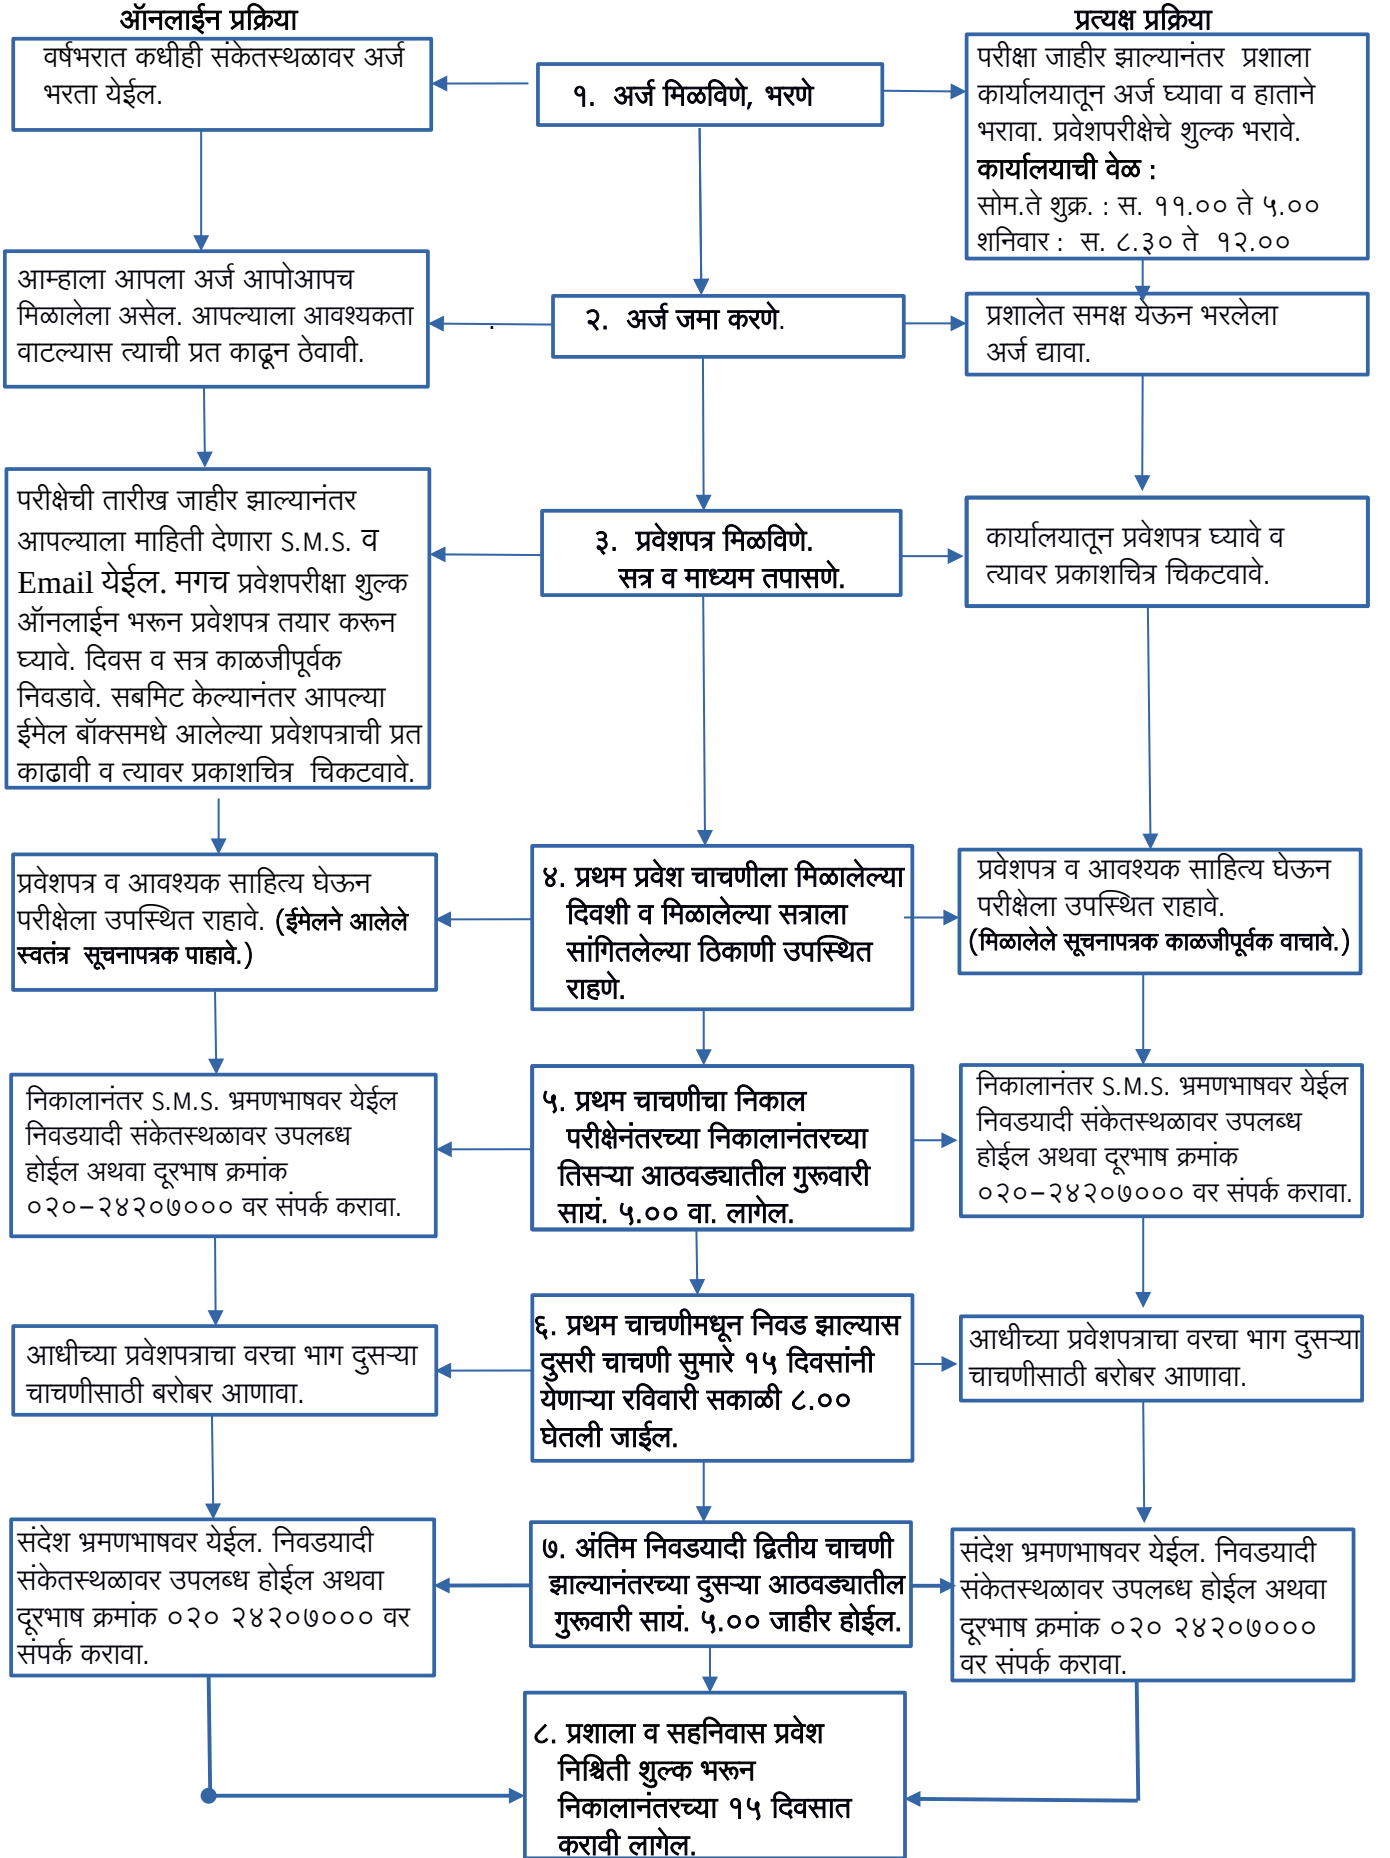 ऑनलाईन प्रक्रिया
प्रत्यक्ष प्रक्रिया
वर्षभरात कधीही संकेतस्थळावर अर्ज
भरता येईल.
१. अर्ज मिळविणे, भरणे
परीक्षा जाहीर झाल्यानंतर प्रशाला
कार्यालयातून अर्ज घ्यावा व हाताने
भरावा. प्रवेशपरीक्षेचे शुल्क भरावे.
कार्यालयाची वेळ :
सोम.ते शुक्र. : स. ११.०० ते ५.००
शनिवार : स. ८.३० ते १२.००
आम्हाला आपला अर्ज आपोआपच
मिळालेला असेल. आपल्याला आवश्यकता
वाटल्यास त्याची प्रत काढून ठेवावी.
.
२. अर्ज जमा करणे.
प्रशालेत समक्ष येऊन भरलेला
अर्ज द्यावा.
परीक्षेची तारीख जाहीर झाल्यानंतर
आपल्याला माहिती देणारा S.M.S. व
Email येईल. मगच प्रवेशपरीक्षा शुल्क
ऑनलाईन भरून प्रवेशपत्र तयार करून
घ्यावे. दिवस व सत्र काळजीपूर्वक
निवडावे. सबमिट केल्यानंतर आपल्या
ईमेल बॉक्समधे आलेल्या प्रवेशपत्राची प्रत
काढावी व त्यावर प्रकाशचित्र चिकटवावे.
३. प्रवेशपत्र मिळविणे.
सत्र व माध्यम तपासणे.
कार्यालयातून प्रवेशपत्र घ्यावे व
त्यावर प्रकाशचित्र चिकटवावे.
प्रवेशपत्र व आवश्यक साहित्य घेऊन
परीक्षेला उपस्थित राहावे. (ईमेलने आलेले
स्वतंत्र सूचनापत्रक पाहावे.)
४. प्रथम प्रवेश चाचणीला मिळालेल्या
दिवशी व मिळालेल्या सत्राला
सांगितलेल्या ठिकाणी उपस्थित
राहणे.
प्रवेशपत्र व आवश्यक साहित्य घेऊन
परीक्षेला उपस्थित राहावे.
(मिळालेले सूचनापत्रक काळजीपूर्वक वाचावे.)
निकालानंतर S.M.S. भ्रमणभाषवर येईल
निवडयादी संकेतस्थळावर उपलब्ध
होईल अथवा दूरभाष क्रमांक
०२०–२४२०७००० वर संपर्क करावा.
५. प्रथम चाचणीचा निकाल
परीक्षेनंतरच्या निकालानंतरच्या
तिसऱ्या आठवड्यातील गुरूवारी
सायं. ५.०० वा. लागेल.
निकालानंतर S.M.S. भ्रमणभाषवर येईल
निवडयादी संकेतस्थळावर उपलब्ध
होईल अथवा दूरभाष क्रमांक
०२०–२४२०७००० वर संपर्क करावा.
आधीच्या प्रवेशपत्राचा वरचा भाग दुसऱ्या
चाचणीसाठी बरोबर आणावा.
६. प्रथम चाचणीमधून निवड झाल्यास
दुसरी चाचणी सुमारे १५ दिवसांनी
येणाऱ्या रविवारी सकाळी ८.००
घेतली जाईल.
आधीच्या प्रवेशपत्राचा वरचा भाग दुसऱ्या
चाचणीसाठी बरोबर आणावा.
संदेश भ्रमणभाषवर येईल. निवडयादी
संकेतस्थळावर उपलब्ध होईल अथवा
दूरभाष क्रमांक ०२० २४२०७००० वर
संपर्क करावा.
७. अंतिम निवडयादी द्वितीय चाचणी
झाल्यानंतरच्या दुसऱ्या आठवड्यातील
गुरूवारी सायं. ५.०० जाहीर होईल.
संदेश भ्रमणभाषवर येईल. निवडयादी
संकेतस्थळावर उपलब्ध होईल अथवा
दूरभाष क्रमांक ०२० २४२०७०००
वर संपर्क करावा.
८. प्रशाला व सहनिवास प्रवेश
निश्चिती शुल्क भरून
निकालानंतरच्या १५ दिवसात
करावी लागेल.